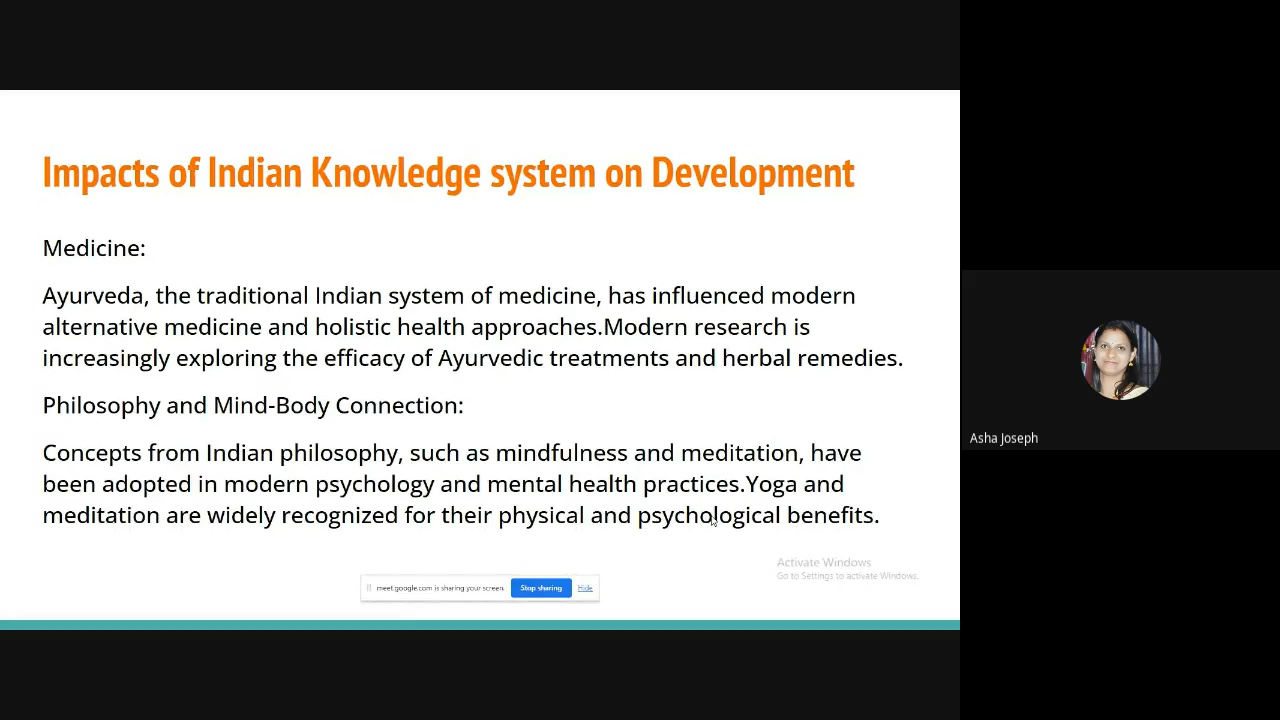 Impacts of Indian Knowledge system on Development
Medicine:
Ayurveda, the traditional Indian system of medicine, has influenced modern
alternative medicine and holistic health approaches.Modern research is
increasingly exploring the efficacy of Ayurvedic treatments and herbal remedies.
Philosophy and Mind-Body Connection:
Concepts from Indian philosophy, such as mindfulness and meditation, have
been adopted in modern psychology and mental health practices.Yoga and
meditation are widely recognized for their physical and psychological benefits.
Activate Windows
Go to Settings to activate Windows.
meet.google.com is sharing your screen.
Stop sharing
Hide
Asha Joseph